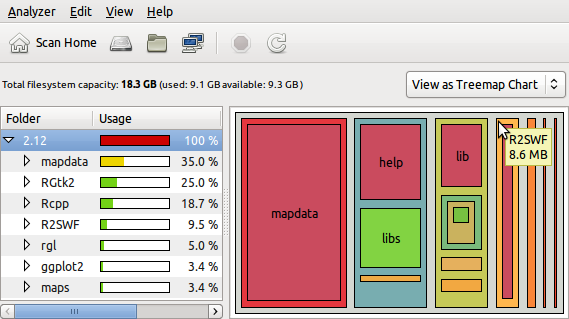 Analyzer Edit View Help
Scan Home
Total filesystem capacity: 18.3 GB (used: 9.1 GB available: 9.3 GB )
View as Treemap Chart
Folder Usage
2.12 100 %
mapdata 35.0 %
RGtk2 25.0 %
Rcpp 18.7 %
R2SWF 9.5 %
rgl 5.0 %
ggplot2 3.4 %
maps 3.4 %
mapdata
help
libs
lib
R2SWF
8.6 MB